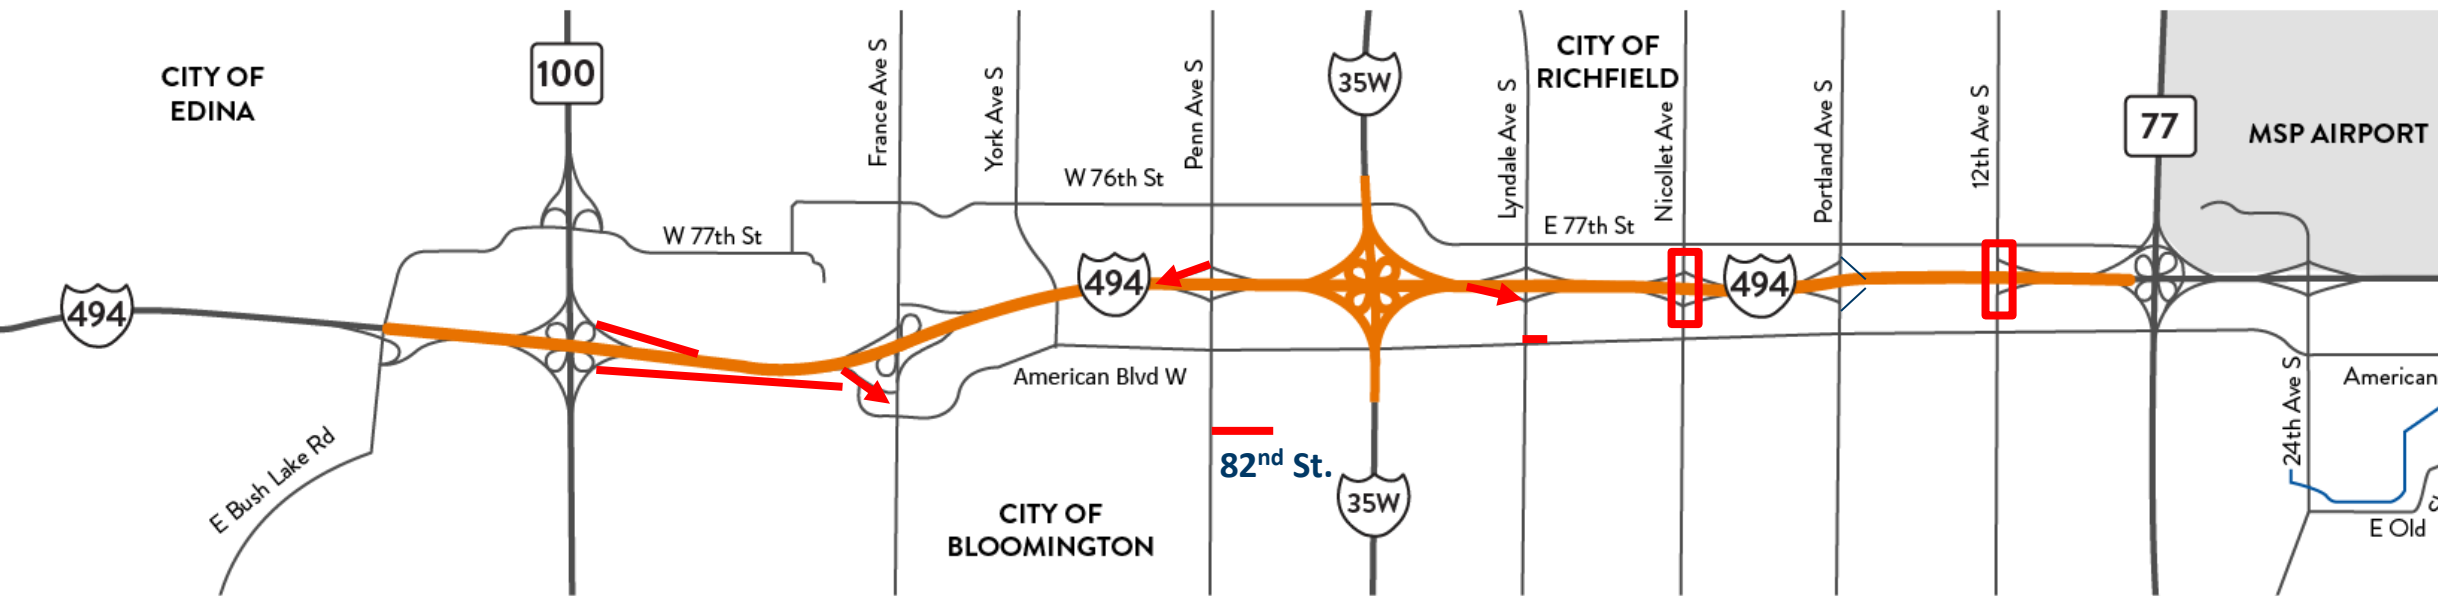 CITY OF
EDINA
100
France Ave S
York Ave S
Penn Ave S
35W
Lyndale Ave S
CITY OF
RICHFIELD
Nicollet Ave
Portland Ave S
12th Ave S
77
MSP AIRPORT
W 76th St
W 77th St
E 77th St
494
494
494
American Blvd W
American
24th Ave S
E Bush Lake Rd
82nd St.
35W
CITY OF
BLOOMINGTON
E Old